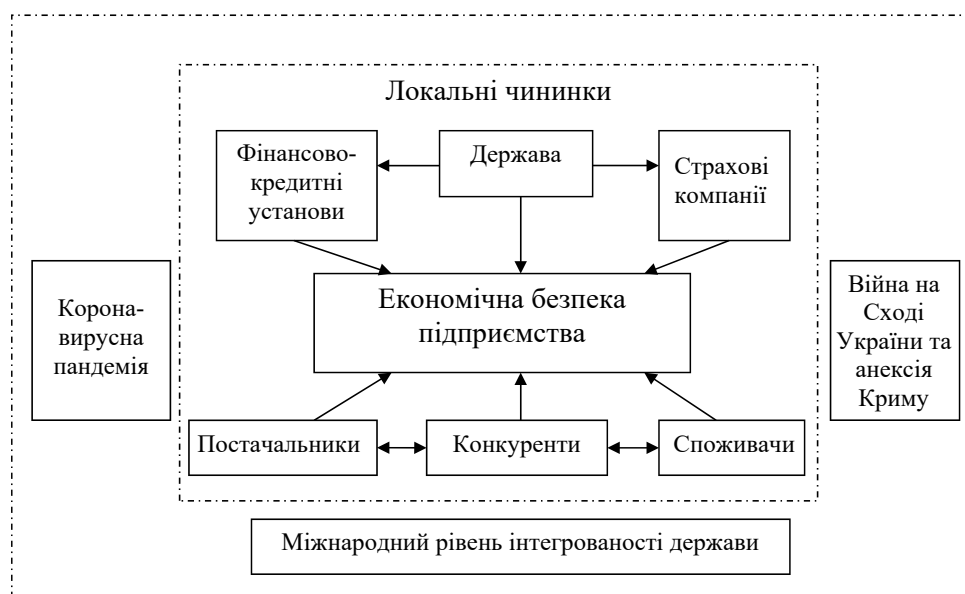 Локальні чининки
Фінансово-
кредитні
установи
Держава
Страхові
компанії
Економічна безпека
підприємства
Корона-
вирусна
пандемія
Війна на
Сході
України та
анексія
Криму
Постачальники
Конкуренти
Споживачи
Міжнародний рівень інтегрованості держави